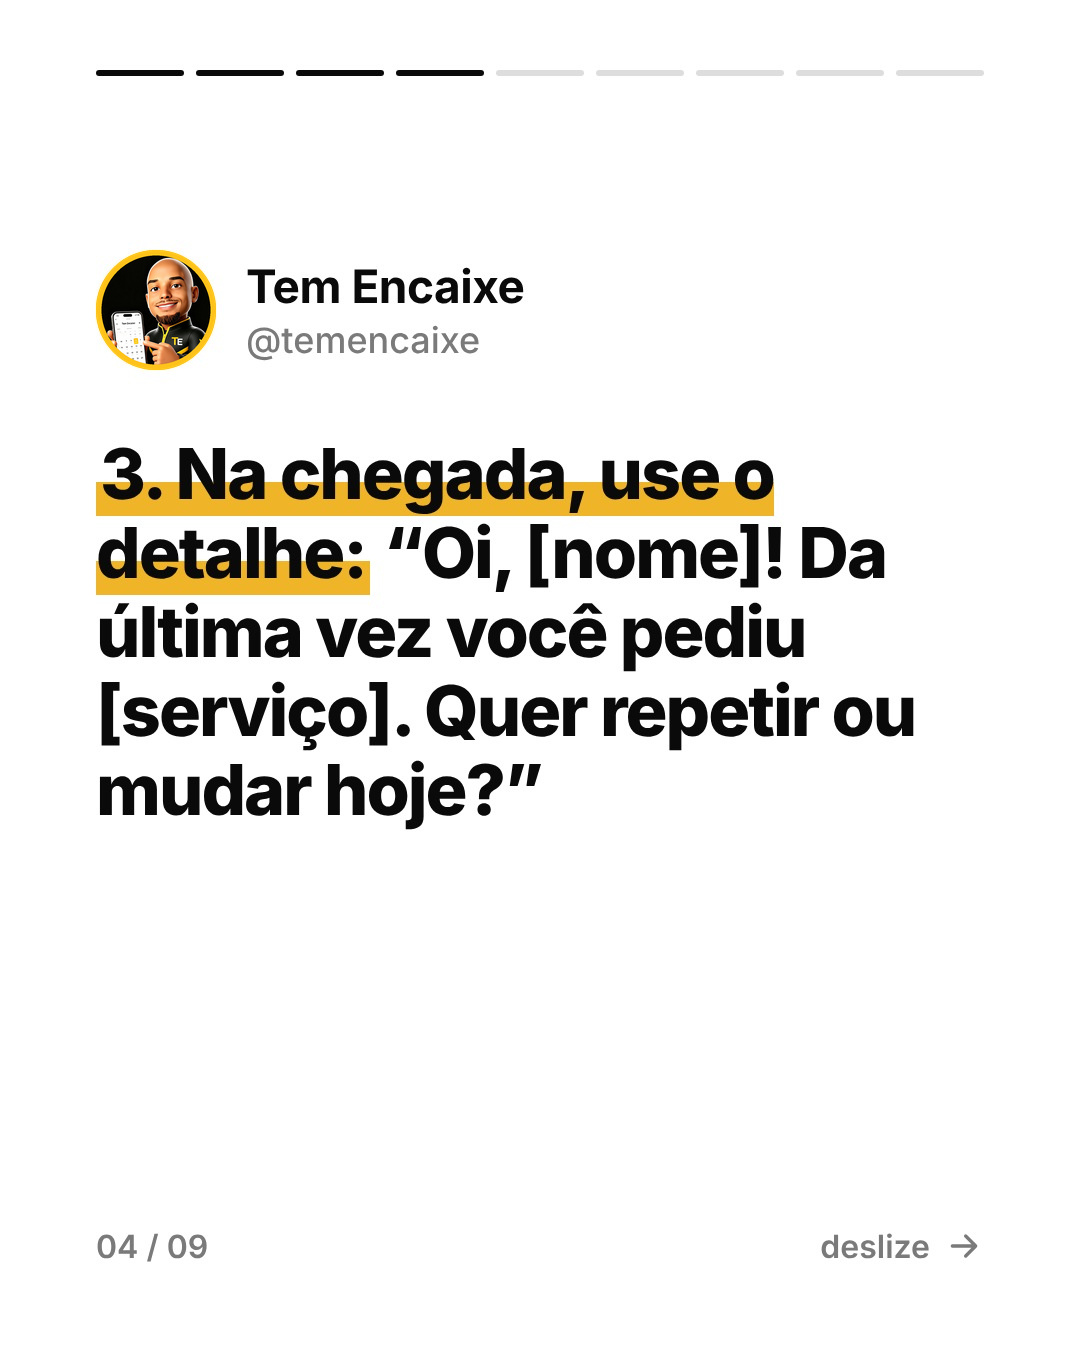 Tem Encaixe
@temencaixe
TE
3. Na chegada, use o
detalhe: “Oi, [nome]! Da
última vez você pediu
[serviço]. Quer repetir ou
mudar hoje?”
04 / 09
deslize →